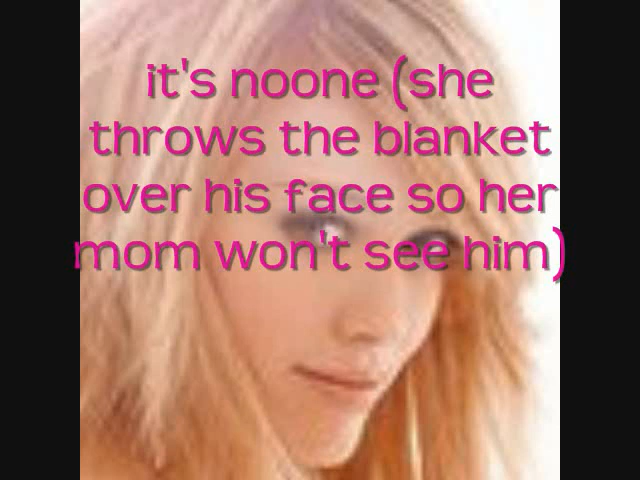 it's noone (she
throws the blanket
over his face so her
mom won't see him)